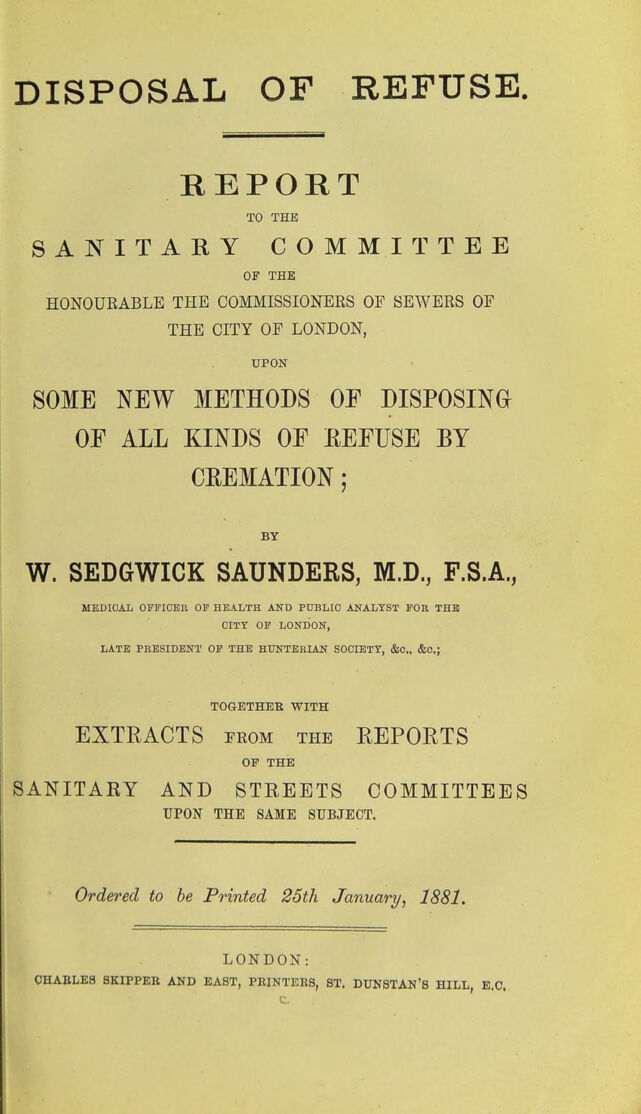 DISPOSAL OF REFUSE.
REPORT
TO THE
SANITARY COMMITTEE
OF THE
HONOURABLE THE COMMISSIONERS OF SEWERS OF
THE CITY OF LONDON,
UPON
SOME NEW METHODS OF DISPOSING
OF ALL KINDS OF REFUSE BY
CREMATION;
BY
W. SEDGWICK SAUNDERS, M.D., F.S.A.,
MEDICAL OFFICER OF HEALTH AND PUBLIC ANALYST FOR THE
CITY OF LONDON,
LATE PRESIDENT OF THE HUNTERIAN SOCIETY, &C., &C.;
TOGETHER WITH
EXTRACTS FROM THE REPORTS
OF THE
SANITARY AND STREETS COMMITTEES
UPON THE SAME SUBJECT.
Ordered to be Printed 25th January, 1881.
LONDON:
CHARLES SKIPPER AND EAST, PRINTERS, ST. DUNSTAN'S HILL, E.C.